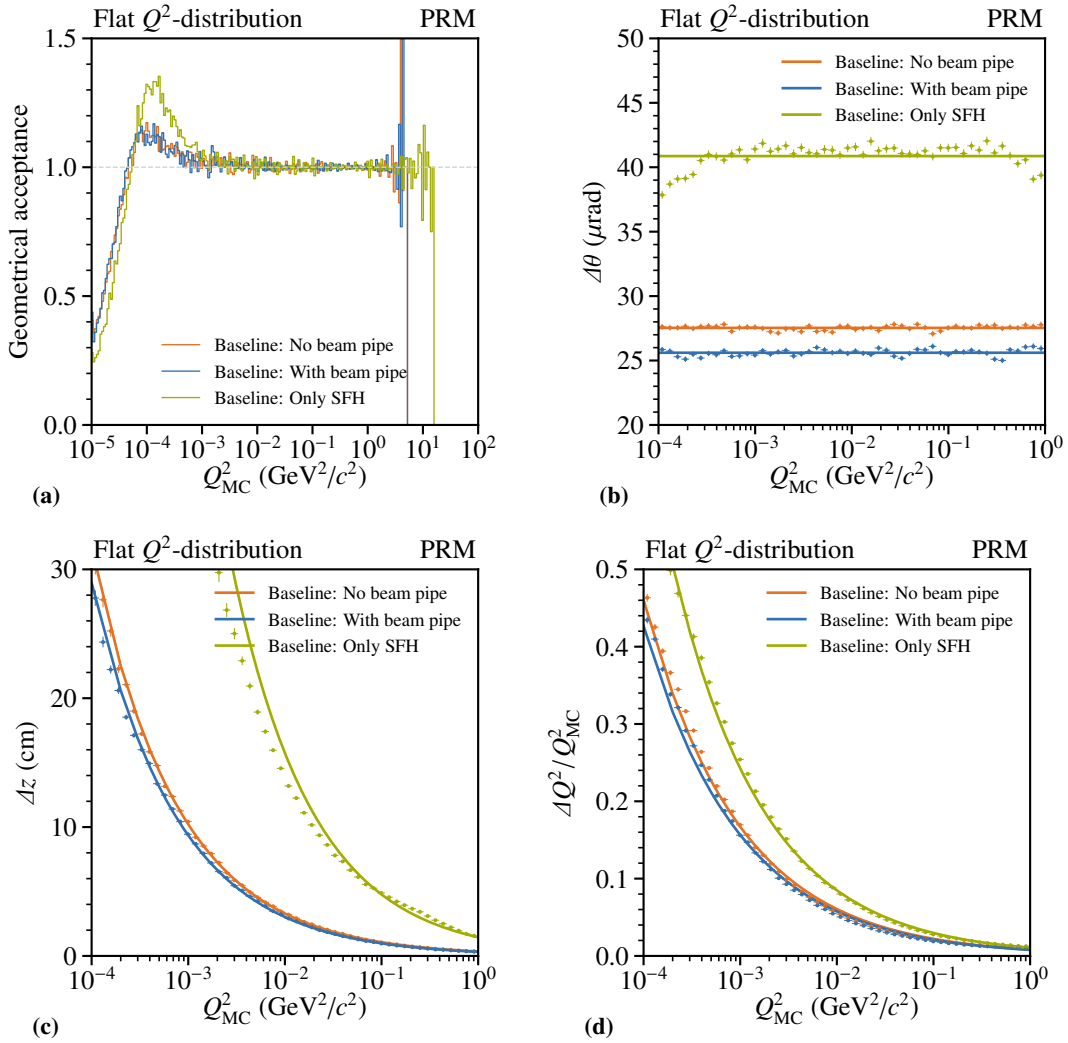 Flat Q²-distribution PRM
1.5
1.0
0.5
0.0
Geometrical acceptance
Baseline: No beam pipe
Baseline: With beam pipe
Baseline: Only SFH
10⁻⁵ 10⁻⁴ 10⁻³ 10⁻² 10⁻¹ 10⁰ 10¹ 10²
Q²MC (GeV²/c²)
(a)
Flat Q²-distribution PRM
50
45
40
35
30
25
20
Δθ (μrad)
Baseline: No beam pipe
Baseline: With beam pipe
Baseline: Only SFH
10⁻⁴ 10⁻³ 10⁻² 10⁻¹ 10⁰
Q²MC (GeV²/c²)
(b)
Flat Q²-distribution PRM
30
20
10
0
Δz (cm)
Baseline: No beam pipe
Baseline: With beam pipe
Baseline: Only SFH
10⁻⁴ 10⁻³ 10⁻² 10⁻¹ 10⁰
Q²MC (GeV²/c²)
(c)
Flat Q²-distribution PRM
0.5
0.4
0.3
0.2
0.1
0.0
ΔQ²/Q²MC
Baseline: No beam pipe
Baseline: With beam pipe
Baseline: Only SFH
10⁻⁴ 10⁻³ 10⁻² 10⁻¹ 10⁰
Q²MC (GeV²/c²)
(d)